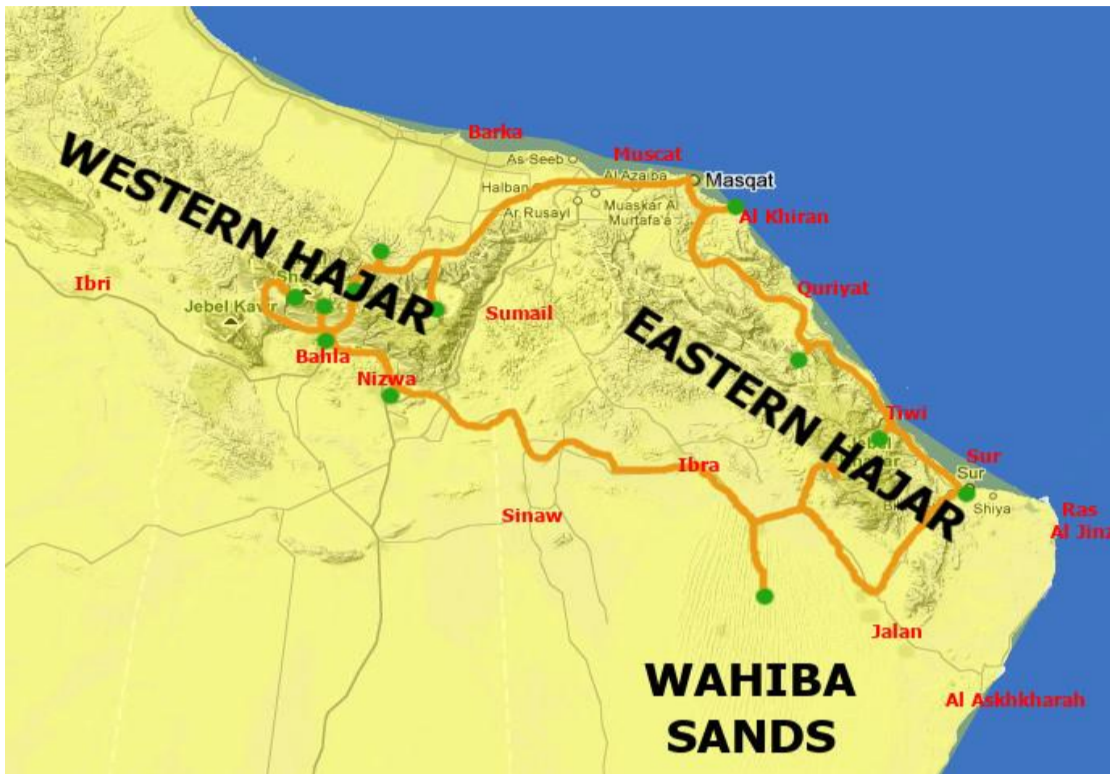 Barka
As Seeb
Muscat
Masqat
Al Azaiba
Halban
Muaskar Al
Murtafa'a
Ar Rusayl
Al Khiran
WESTERN HAJAR
Ibri
Jebel Kawr
Sumail
Quriyat
Bahla
Nizwa
EASTERN HAJAR
Tiwi
Ibra
Sur
Sur
Shiya
Ras
Al Jinz
Sinaw
Jalan
WAHIBA
SANDS
Al Askhkharah